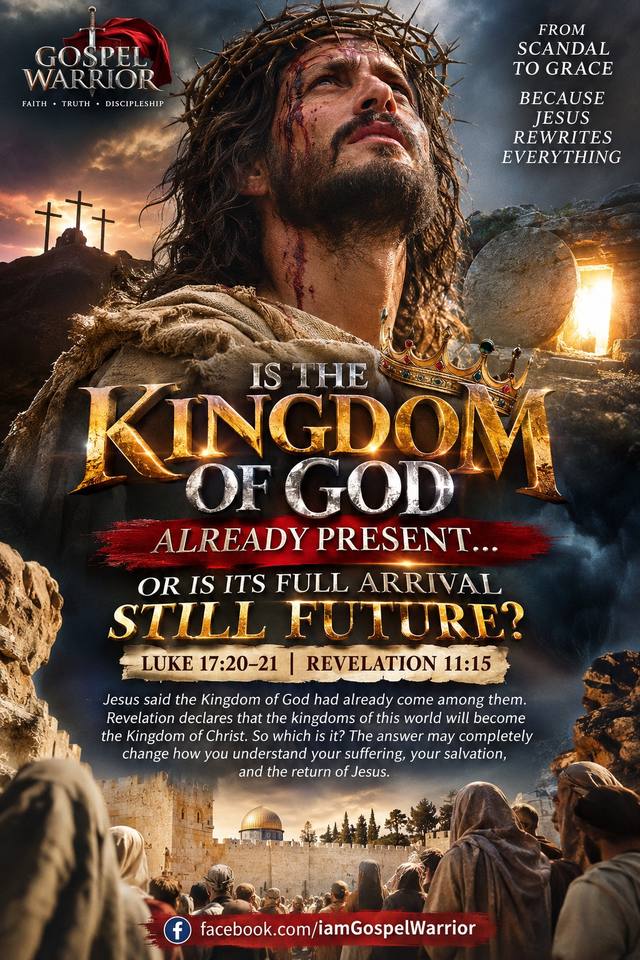 GOSPEL
WARRIOR
FAITH • TRUTH • DISCIPLESHIP
FROM
SCANDAL
TO GRACE
BECAUSE
JESUS
REWRITES
EVERYTHING
IS THE
KINGDOM
OF GOD
ALREADY PRESENT...
OR IS ITS FULL ARRIVAL
STILL FUTURE?
LUKE 17:20–21 | REVELATION 11:15
Jesus said the Kingdom of God had already come among them.
Revelation declares that the kingdoms of this world will become
the Kingdom of Christ. So which is it? The answer may completely
change how you understand your suffering, your salvation,
and the return of Jesus.
facebook.com/iamGospelWarrior